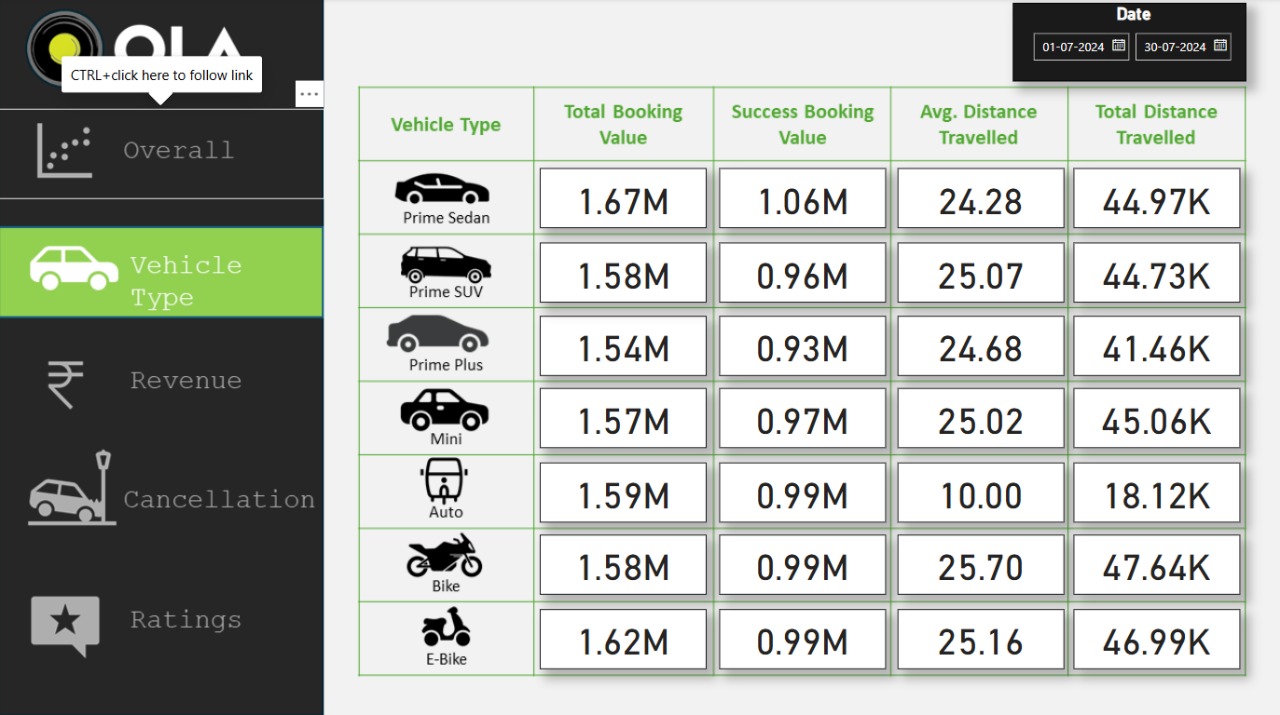 OLA
CTRL+click here to follow link
...
Overall
Vehicle
Type
₹
Revenue
Cancellation
Ratings
Date
01-07-2024 30-07-2024
Vehicle Type Total Booking Value Success Booking Value Avg. Distance Travelled Total Distance Travelled
Prime Sedan 1.67M 1.06M 24.28 44.97K
Prime SUV 1.58M 0.96M 25.07 44.73K
Prime Plus 1.54M 0.93M 24.68 41.46K
Mini 1.57M 0.97M 25.02 45.06K
Auto 1.59M 0.99M 10.00 18.12K
Bike 1.58M 0.99M 25.70 47.64K
E-Bike 1.62M 0.99M 25.16 46.99K